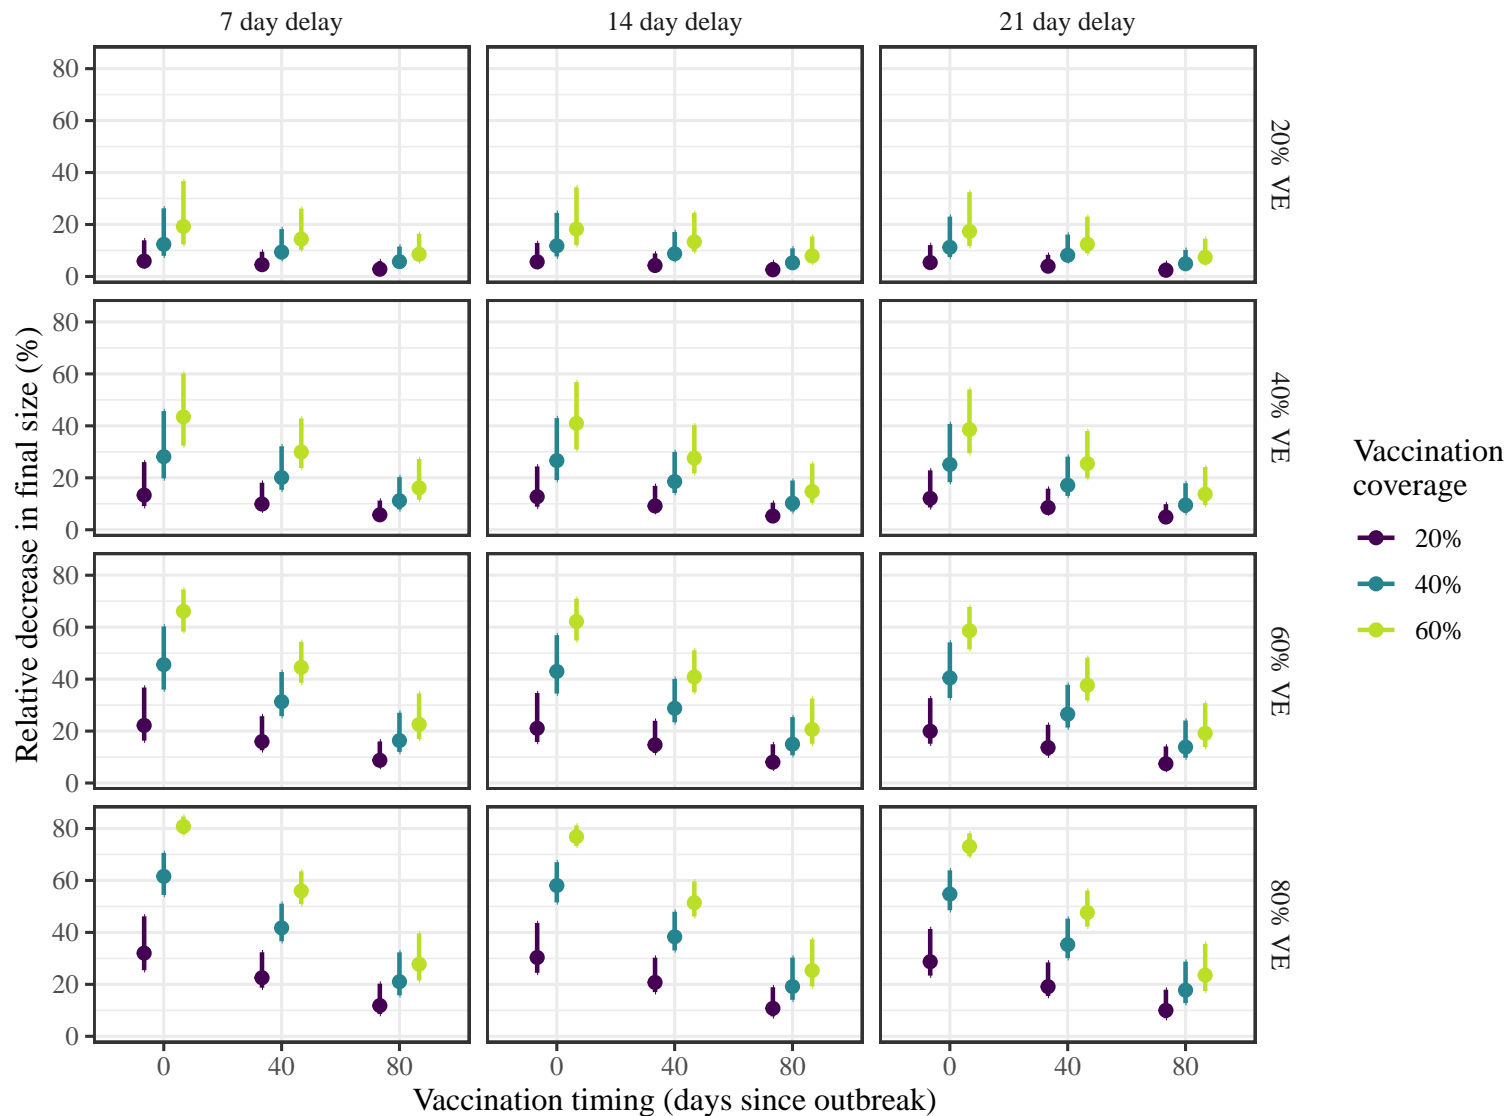 7 day delay 14 day delay 21 day delay
80
60
40
20
0
20% VE
80
60
40
20
0
40% VE
80
60
40
20
0
60% VE
80
60
40
20
0
80% VE
Relative decrease in final size (%)
0 40 80 0 40 80 0 40 80
Vaccination timing (days since outbreak)
Vaccination
coverage
20%
40%
60%